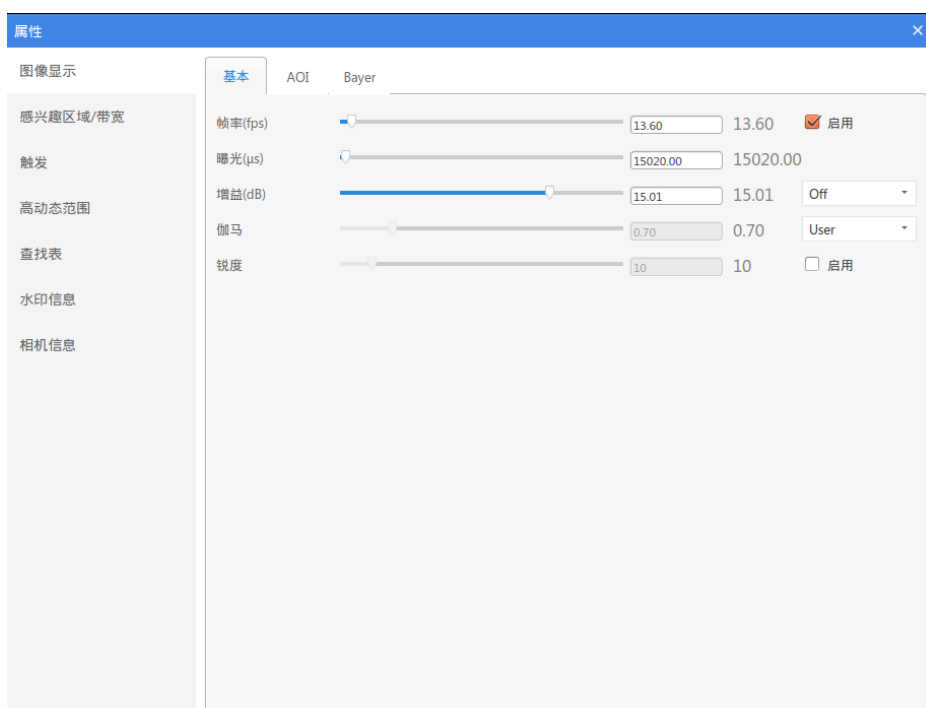 属性
图像显示
感兴趣区域/带宽
触发
高动态范围
查找表
水印信息
相机信息
基本 AOI Bayer
帧率(fps) 13.60 13.60 启用
曝光(μs) 15020.00 15020.00
增益(dB) 15.01 15.01 Off
伽马 0.70 0.70 User
锐度 10 10 启用